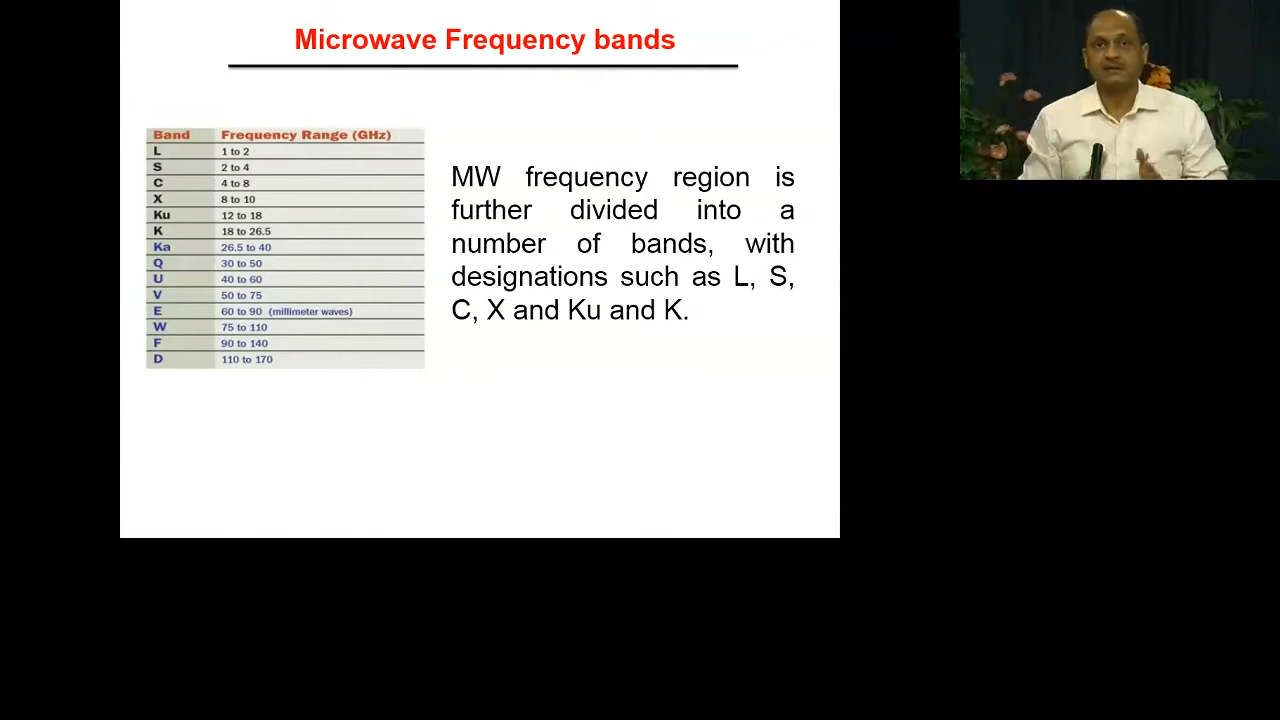 Microwave Frequency bands
Band Frequency Range (GHz)
L 1 to 2
S 2 to 4
C 4 to 8
X 8 to 10
Ku 12 to 18
K 18 to 26.5
Ka 26.5 to 40
Q 30 to 50
U 40 to 60
V 50 to 75
E 60 to 90 (millimeter waves)
W 75 to 110
F 90 to 140
D 110 to 170
MW frequency region is
further divided into a
number of bands, with
designations such as L, S,
C, X and Ku and K.